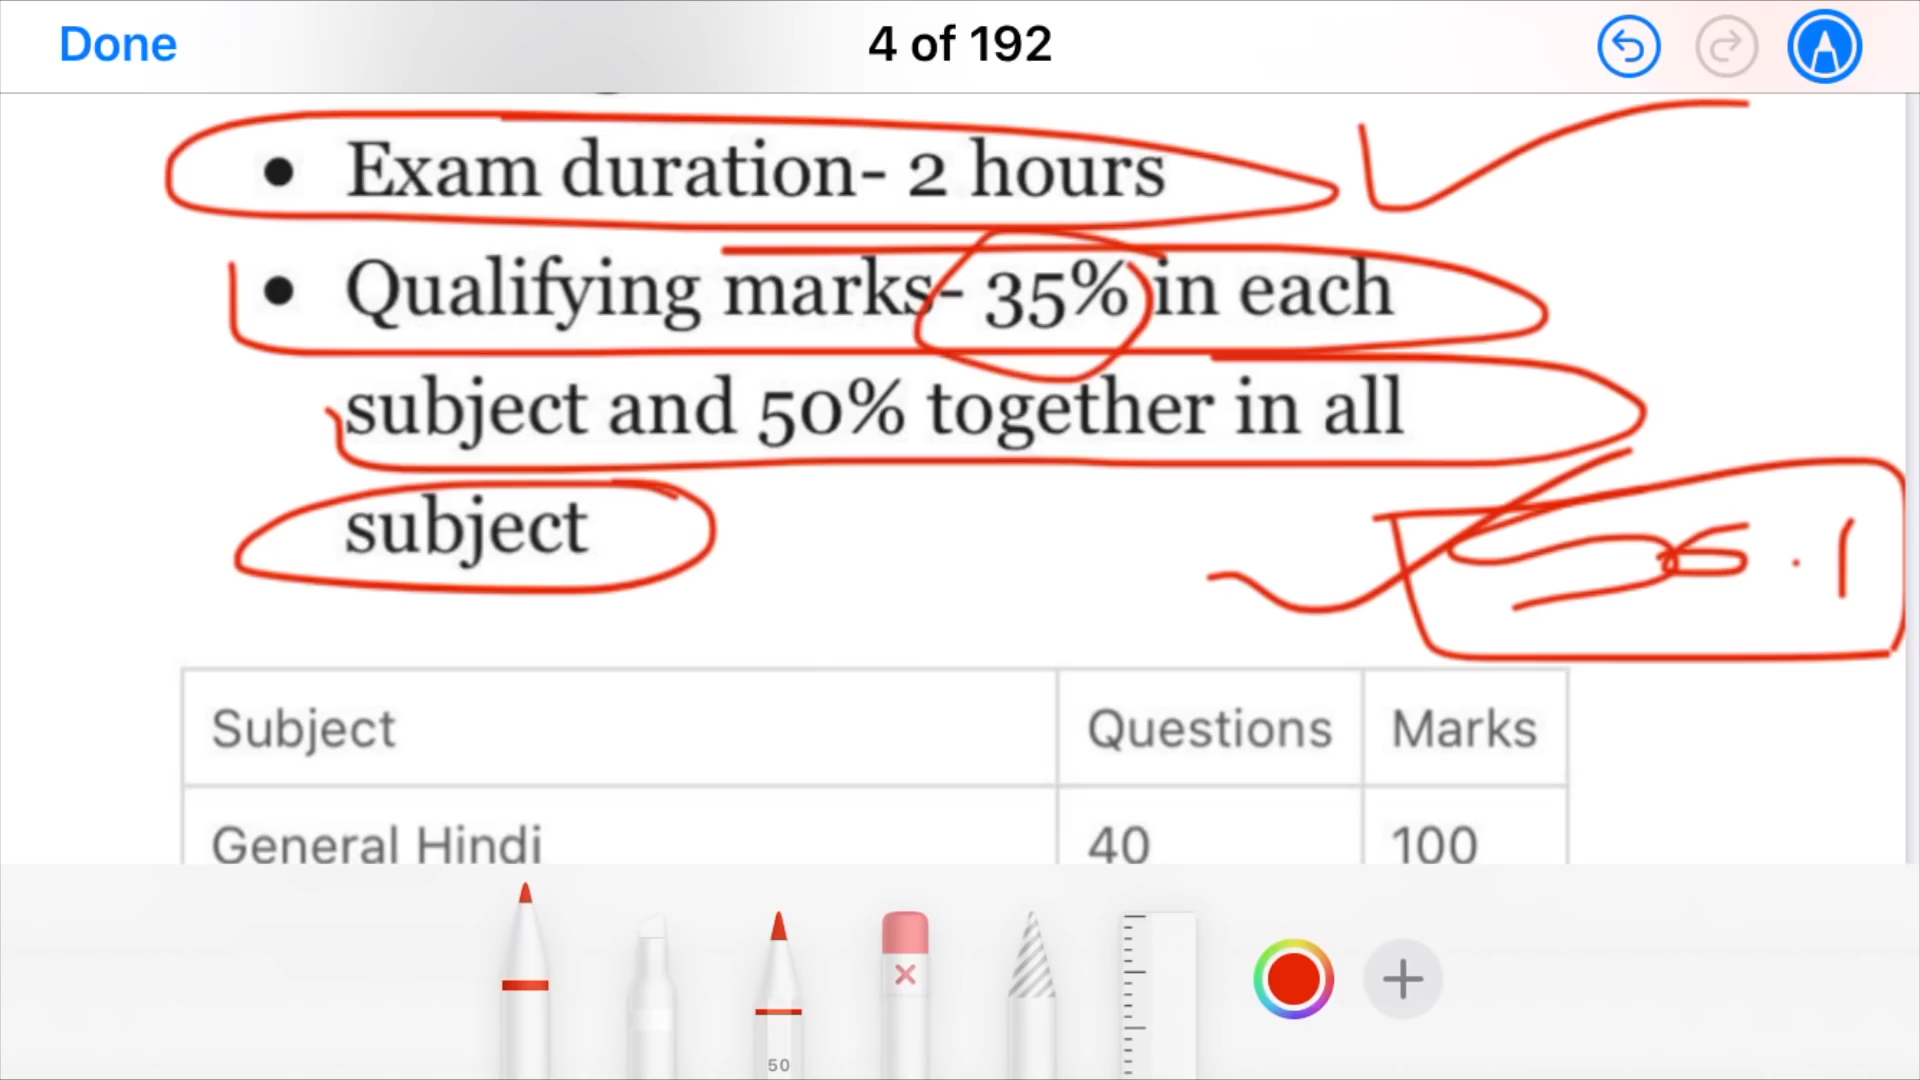 Done 4 of 192
• Exam duration- 2 hours
• Qualifying marks- 35% in each
subject and 50% together in all
subject
Subject Questions Marks
General Hindi 40 100
50